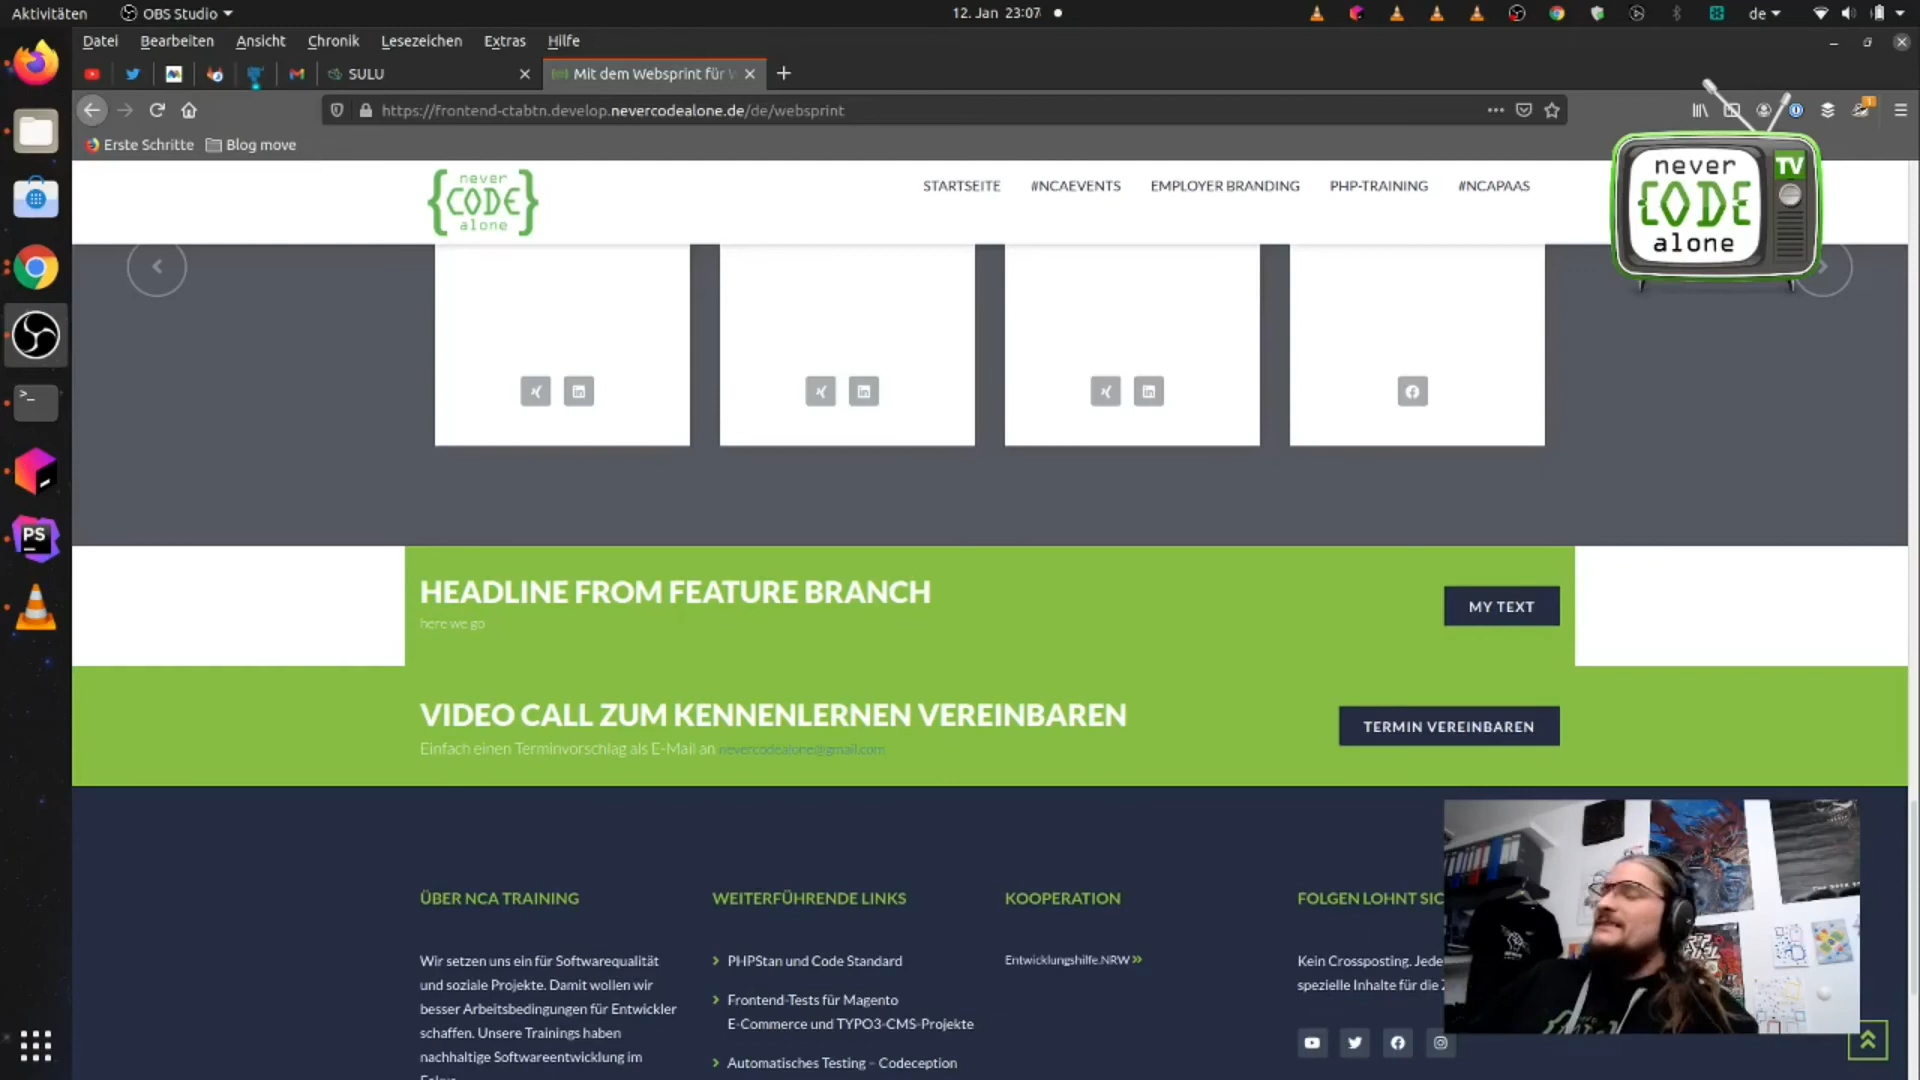 Aktivitäten
OBS Studio
12. Jan 23:07
de
Datei Bearbeiten Ansicht Chronik Lesezeichen Extras Hilfe
SULU
Mit dem Websprint für
https://frontend-ctabtn.develop.nevercodealone.de/de/websprint
Erste Schritte
Blog move
never
CODE
alone
STARTSEITE
#NCAEVENTS
EMPLOYER BRANDING
PHP-TRAINING
#NCAPAAS
never
CODE
alone
TV
PS
HEADLINE FROM FEATURE BRANCH
here we go
MY TEXT
VIDEO CALL ZUM KENNENLERNEN VEREINBAREN
Einfach einen Terminvorschlag als E-Mail an nevercodealone@gmail.com
TERMIN VEREINBAREN
ÜBER NCA TRAINING
Wir setzen uns ein für Softwarequalität
und soziale Projekte. Damit wollen wir
besser Arbeitsbedingungen für Entwickler
schaffen. Unsere Trainings haben
nachhaltige Softwareentwicklung im
WEITERFÜHRENDE LINKS
PHPStan und Code Standard
Frontend-Tests für Magento
E-Commerce und TYPO3-CMS-Projekte
Automatisches Testing – Codeception
KOOPERATION
Entwicklungshilfe.NRW
FOLGEN LOHNT SIC
Kein Crossposting. Jede
spezielle Inhalte für die